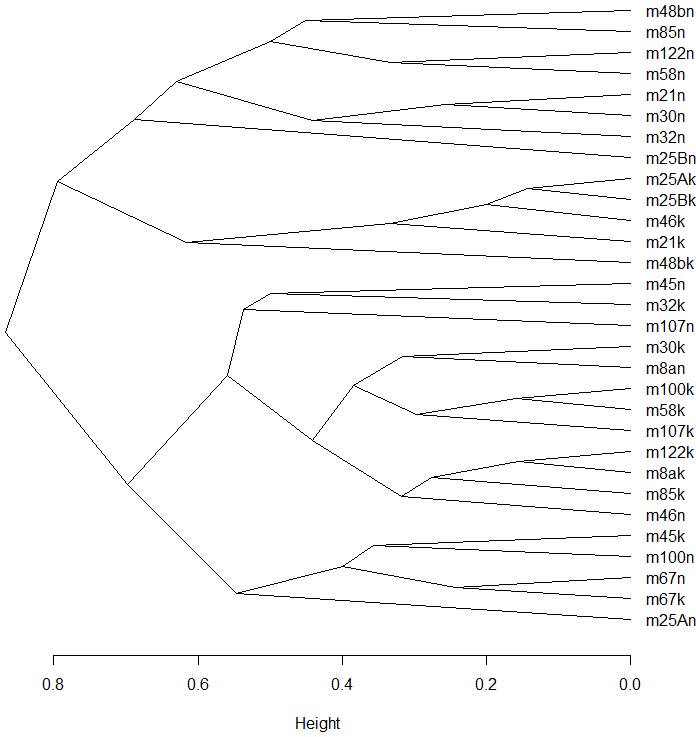 m48bn
m85n
m122n
m58n
m21n
m30n
m32n
m25Bn
m25Ak
m25Bk
m46k
m21k
m48bk
m45n
m32k
m107n
m30k
m8an
m100k
m58k
m107k
m122k
m8ak
m85k
m46n
m45k
m100n
m67n
m67k
m25An
0.8 0.6 0.4 0.2 0.0
Height